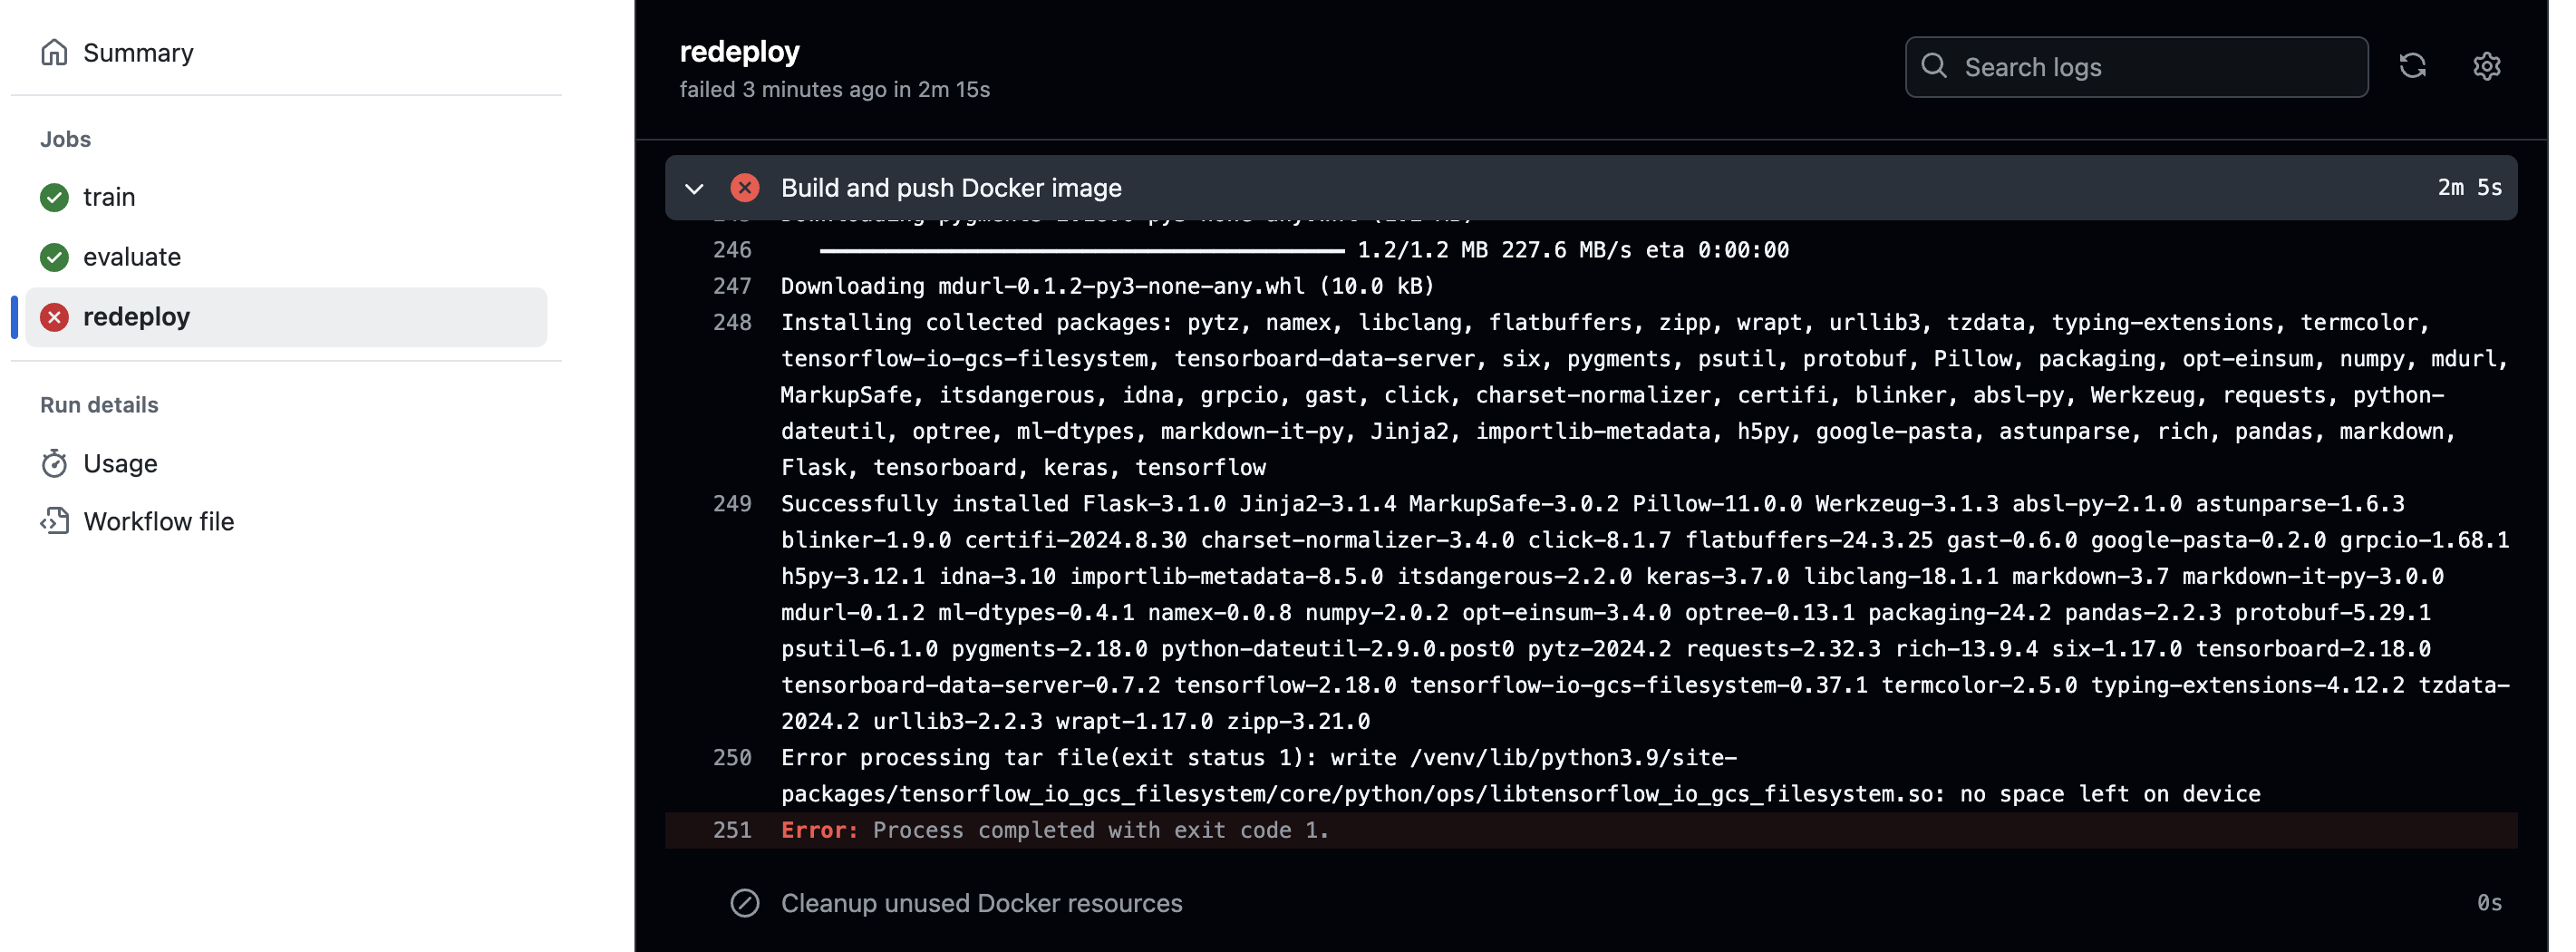 Summary
Jobs
train
evaluate
redeploy
Run details
Usage
Workflow file
redeploy
failed 3 minutes ago in 2m 15s
Search logs
Build and push Docker image
2m 5s
246 1.2/1.2 MB 227.6 MB/s eta 0:00:00
247 Downloading mdurl-0.1.2-py3-none-any.whl (10.0 kB)
248 Installing collected packages: pytz, namex, libclang, flatbuffers, zipp, wrapt, urllib3, tzdata, typing-extensions, termcolor,
tensorflow-io-gcs-filesystem, tensorboard-data-server, six, pygments, psutil, protobuf, Pillow, packaging, opt-einsum, numpy, mdurl,
MarkupSafe, itsdangerous, idna, grpcio, gast, click, charset-normalizer, certifi, blinker, absl-py, Werkzeug, requests, python-
dateutil, optree, ml-dtypes, markdown-it-py, Jinja2, importlib-metadata, h5py, google-pasta, astunparse, rich, pandas, markdown,
Flask, tensorboard, keras, tensorflow
249 Successfully installed Flask-3.1.0 Jinja2-3.1.4 MarkupSafe-3.0.2 Pillow-11.0.0 Werkzeug-3.1.3 absl-py-2.1.0 astunparse-1.6.3
blinker-1.9.0 certifi-2024.8.30 charset-normalizer-3.4.0 click-8.1.7 flatbuffers-24.3.25 gast-0.6.0 google-pasta-0.2.0 grpcio-1.68.1
h5py-3.12.1 idna-3.10 importlib-metadata-8.5.0 itsdangerous-2.2.0 keras-3.7.0 libclang-18.1.1 markdown-3.7 markdown-it-py-3.0.0
mdurl-0.1.2 ml-dtypes-0.4.1 namex-0.0.8 numpy-2.0.2 opt-einsum-3.4.0 optree-0.13.1 packaging-24.2 pandas-2.2.3 protobuf-5.29.1
psutil-6.1.0 pygments-2.18.0 python-dateutil-2.9.0.post0 pytz-2024.2 requests-2.32.3 rich-13.9.4 six-1.17.0 tensorboard-2.18.0
tensorboard-data-server-0.7.2 tensorflow-2.18.0 tensorflow-io-gcs-filesystem-0.37.1 termcolor-2.5.0 typing-extensions-4.12.2 tzdata-
2024.2 urllib3-2.2.3 wrapt-1.17.0 zipp-3.21.0
250 Error processing tar file(exit status 1): write /venv/lib/python3.9/site-
packages/tensorflow_io_gcs_filesystem/core/python/ops/libtensorflow_io_gcs_filesystem.so: no space left on device
251 Error: Process completed with exit code 1.
Cleanup unused Docker resources
0s